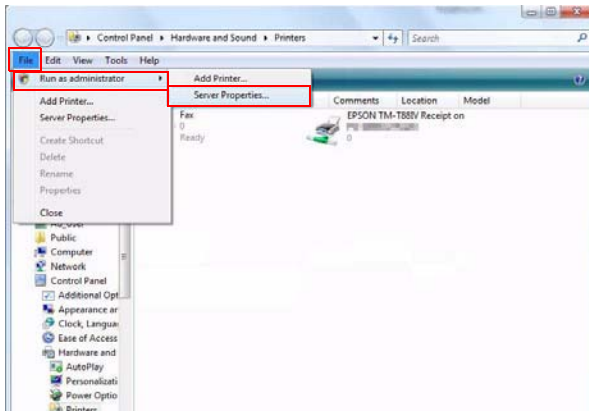 Control Panel ▸ Hardware and Sound ▸ Printers
Search
File Edit View Tools Help
Run as administrator
Add Printer...
Server Properties...
Comments Location Model
Add Printer...
Server Properties...
Create Shortcut
Delete
Rename
Properties
Close
Fax
0
Ready
EPSON TM-T88IV Receipt on
0
Public
Computer
Network
Control Panel
Additional Opt
Appearance ar
Clock, Langua
Ease of Access
Hardware and
AutoPlay
Personalizati
Power Optio
Printers